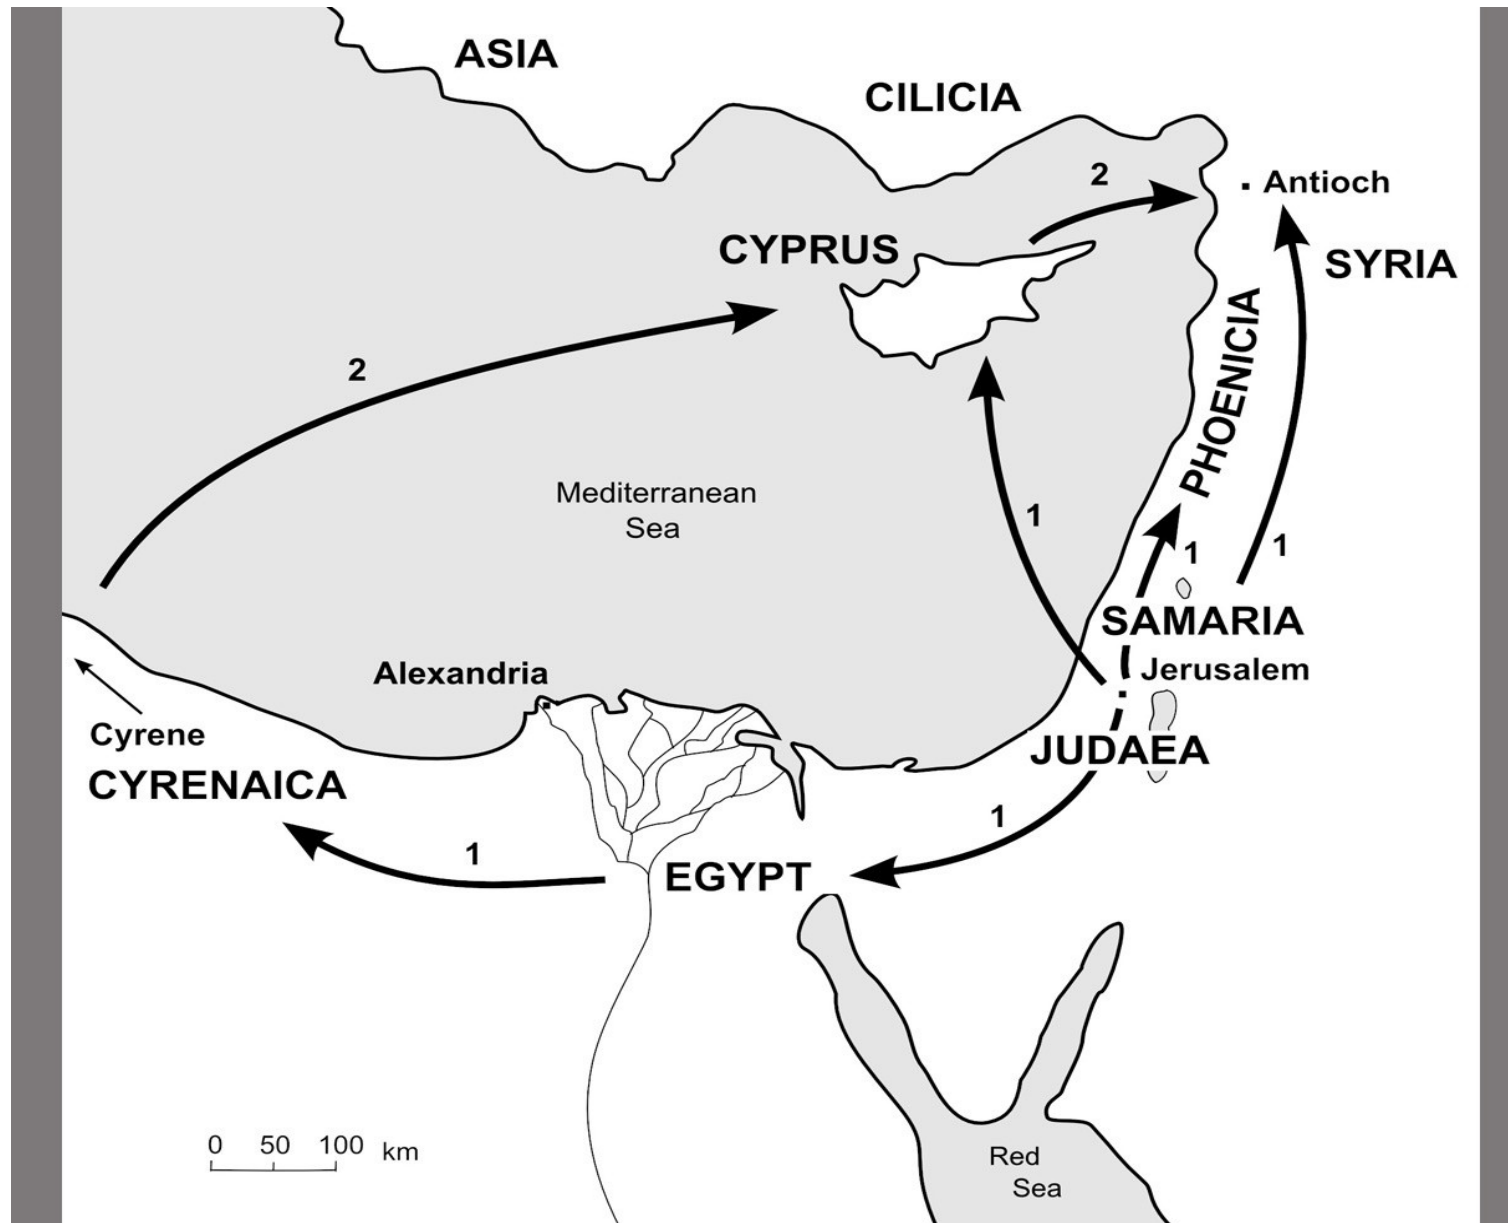 ASIA
CILICIA
2
Antioch
CYPRUS
SYRIA
PHOENICIA
2
Mediterranean
Sea
1
1
1
SAMARIA
Jerusalem
Alexandria
Cyrene
JUDAEA
CYRENAICA
1
1
EGYPT
0 50 100 km
Red
Sea